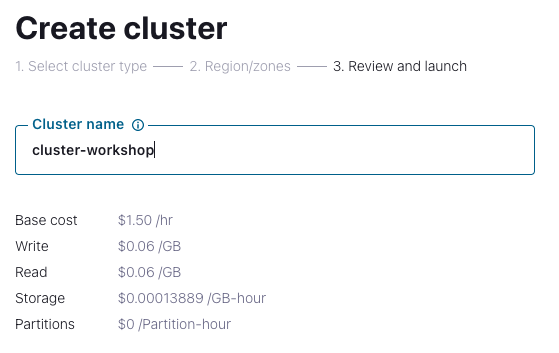 Create cluster
1. Select cluster type 2. Region/zones 3. Review and launch
Cluster name
cluster-workshop
Base cost $1.50 /hr
Write $0.06 /GB
Read $0.06 /GB
Storage $0.00013889 /GB-hour
Partitions $0 /Partition-hour